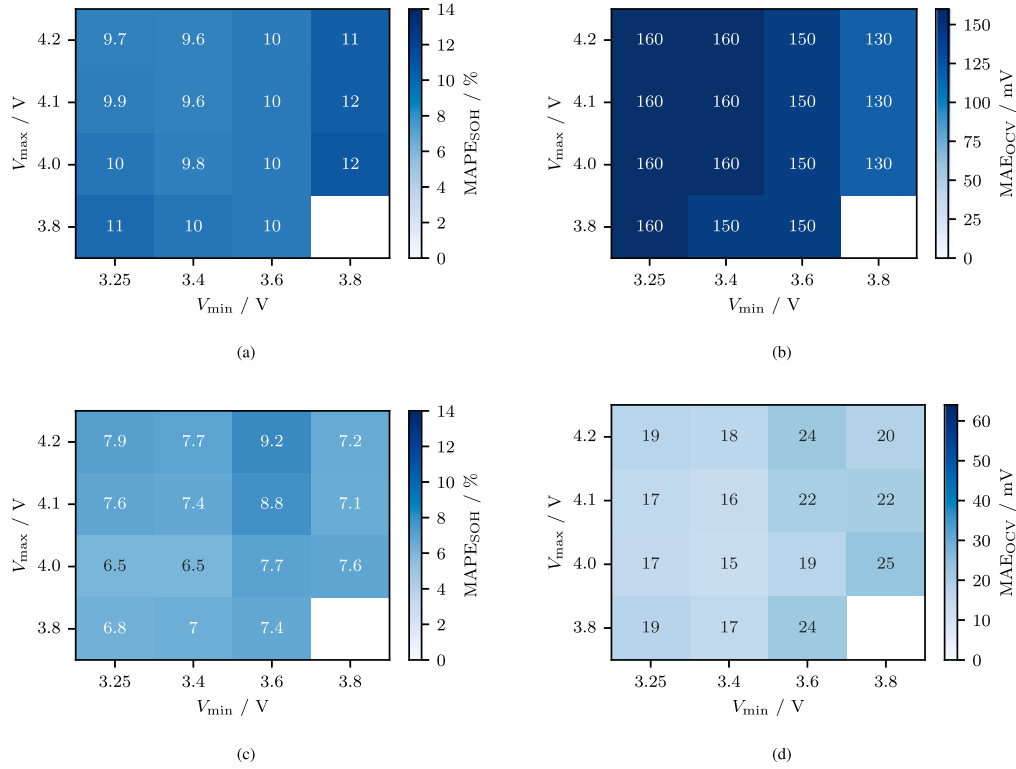 4.2 9.7 9.6 10 11
4.1 9.9 9.6 10 12
4.0 10 9.8 10 12
3.8 11 10 10
3.25 3.4 3.6 3.8
V_min / V
V_max / V
14
12
10
8
6
4
2
0
MAPE_SOH / %
(a)
4.2 160 160 150 130
4.1 160 160 150 130
4.0 160 160 150 130
3.8 160 150 150
3.25 3.4 3.6 3.8
V_min / V
V_max / V
150
125
100
75
50
25
0
MAE_OCV / mV
(b)
4.2 7.9 7.7 9.2 7.2
4.1 7.6 7.4 8.8 7.1
4.0 6.5 6.5 7.7 7.6
3.8 6.8 7 7.4
3.25 3.4 3.6 3.8
V_min / V
V_max / V
14
12
10
8
6
4
2
0
MAPE_SOH / %
(c)
4.2 19 18 24 20
4.1 17 16 22 22
4.0 17 15 19 25
3.8 19 17 24
3.25 3.4 3.6 3.8
V_min / V
V_max / V
60
50
40
30
20
10
0
MAE_OCV / mV
(d)